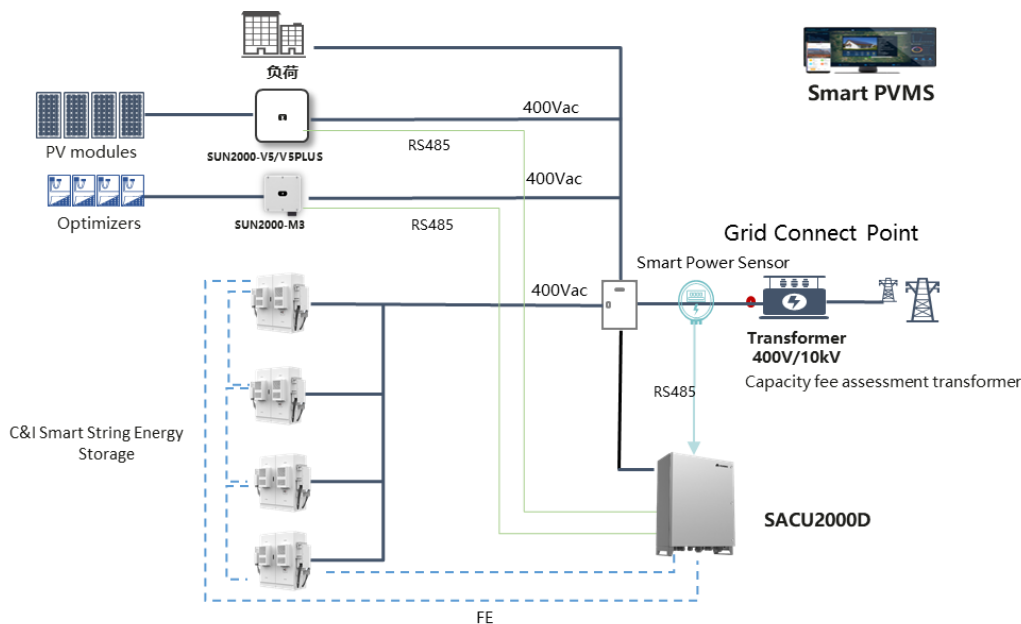 负荷
Smart PVMS
400Vac
PV modules
RS485
SUN2000-V5/V5PLUS
400Vac
Optimizers
SUN2000-M3
RS485
Grid Connect Point
Smart Power Sensor
400Vac
Transformer
400V/10kV
Capacity fee assessment transformer
RS485
C&I Smart String Energy
Storage
SACU2000D
FE